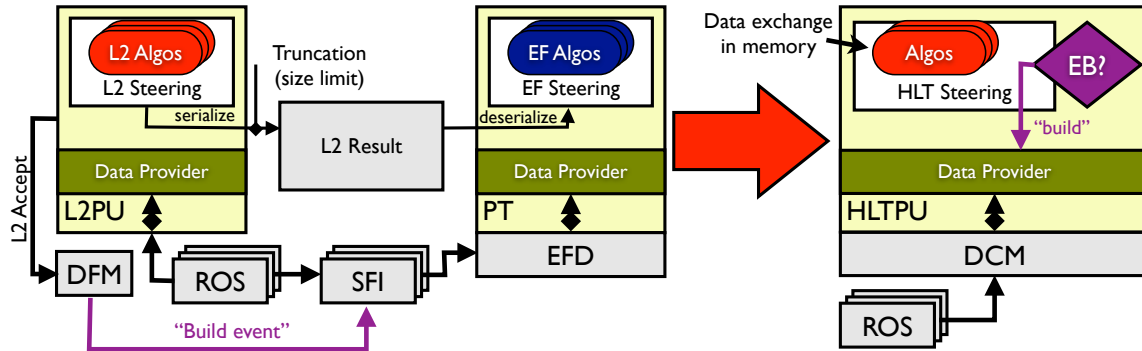 L2 Algos
L2 Steering
Truncation
(size limit)
serialize
L2 Result
deserialize
EF Algos
EF Steering
Data Provider
L2PU
L2 Accept
DFM
ROS
SFI
"Build event"
Data Provider
PT
EFD
Data exchange
in memory
Algos
HLT Steering
EB?
"build"
Data Provider
HLTPU
DCM
ROS